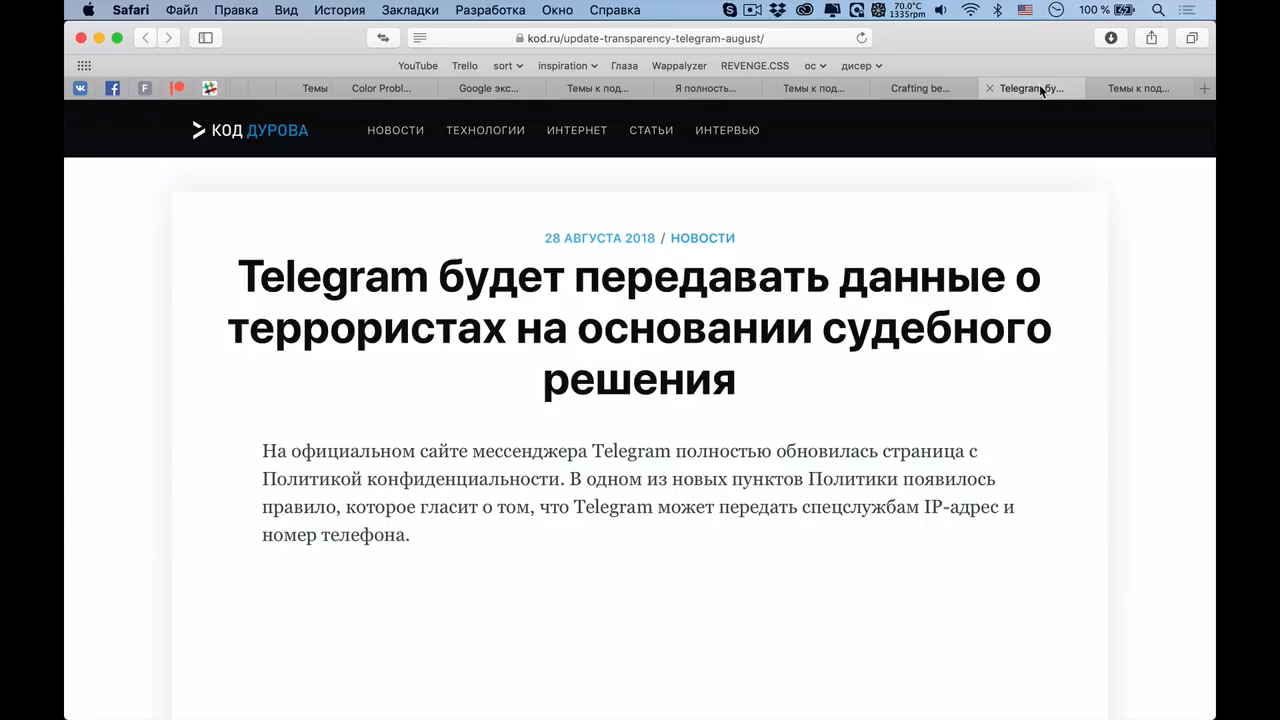 Safari Файл Правка Вид История Закладки Разработка Окно Справка 70.0°C 1335rpm 100 %
kod.ru/update-transparency-telegram-august/
YouTube Trello sort inspiration Глаза Wappalyzer REVENGE.CSS ос дисер
F Темы Color Probl... Google экс... Темы к под... Я полность... Темы к под... Crafting be... Telegram бу... Темы к под...
КОД ДУРОВА НОВОСТИ ТЕХНОЛОГИИ ИНТЕРНЕТ СТАТЬИ ИНТЕРВЬЮ
28 АВГУСТА 2018 / НОВОСТИ
Telegram будет передавать данные о
террористах на основании судебного
решения
На официальном сайте мессенджера Telegram полностью обновилась страница с
Политикой конфиденциальности. В одном из новых пунктов Политики появилось
правило, которое гласит о том, что Telegram может передать спецслужбам IP-адрес и
номер телефона.